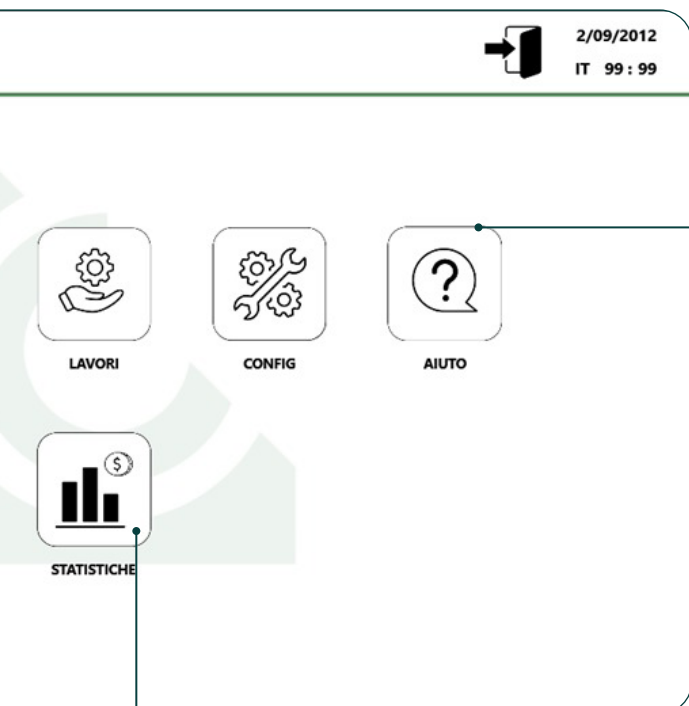 2/09/2012
IT 99 : 99
LAVORI
CONFIG
AIUTO
STATISTICHE